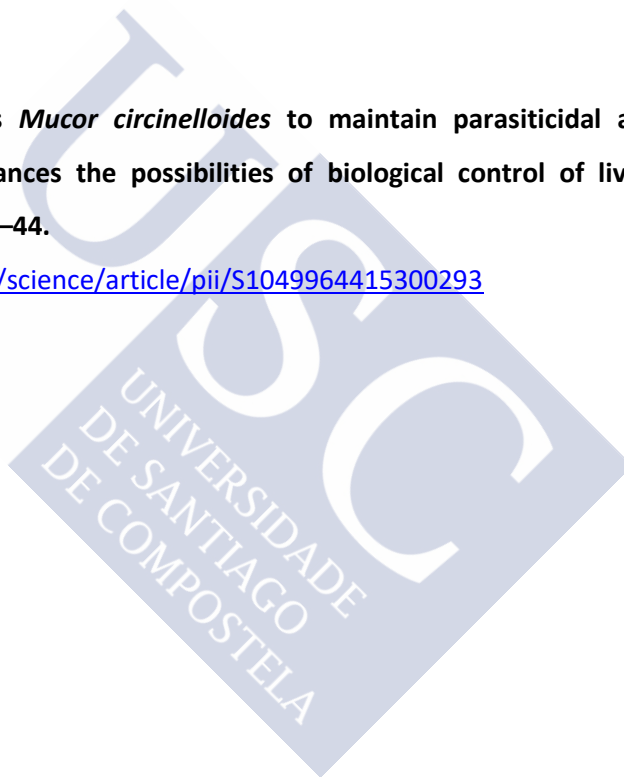 s Mucor circinelloides to maintain parasiticidal a
ances the possibilities of biological control of liv
–44.
/science/article/pii/S1049964415300293
USC
UNIVERSIDADE
DE SANTIAGO
DE COMPOSTELA